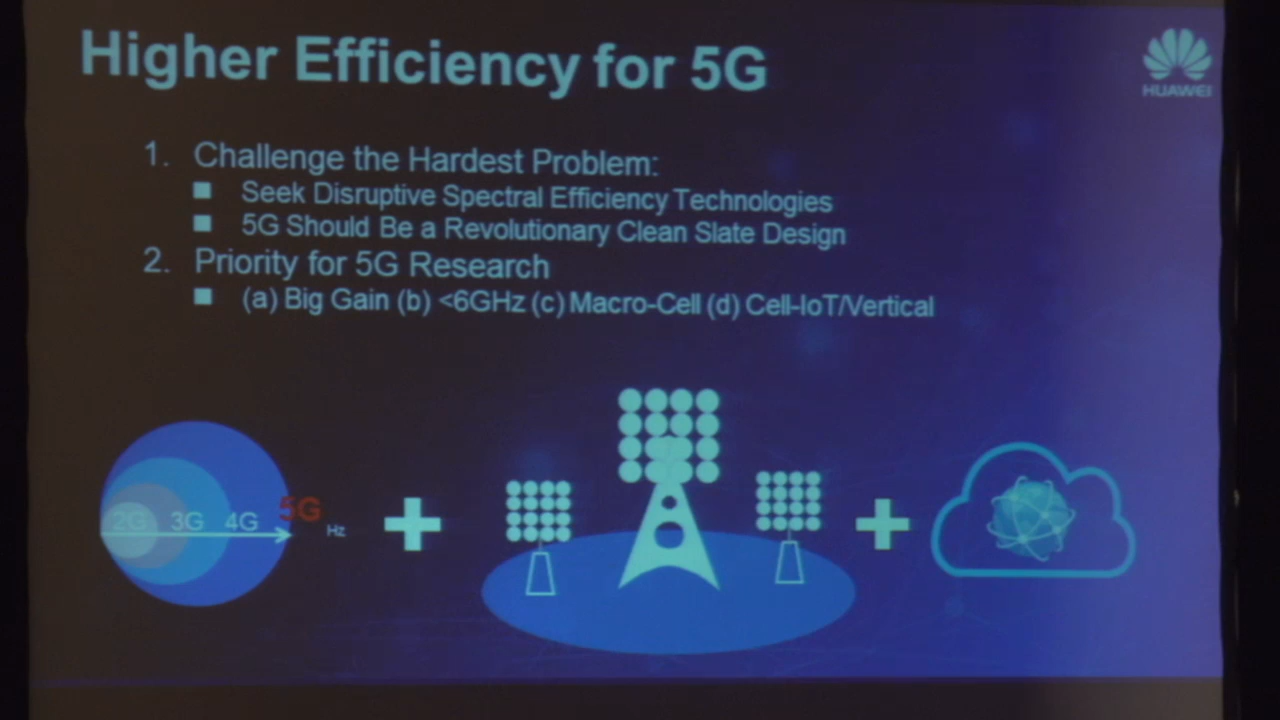 Higher Efficiency for 5G
HUAWEI
1. Challenge the Hardest Problem:
■ Seek Disruptive Spectral Efficiency Technologies
■ 5G Should Be a Revolutionary Clean Slate Design
2. Priority for 5G Research
■ (a) Big Gain (b) <6GHz (c) Macro-Cell (d) Cell-IoT/Vertical
2G 3G 4G 5G
Hz